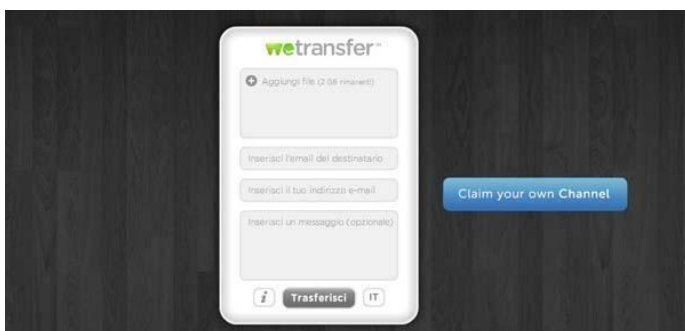 wetransfer™
Aggiungi file (2 GB rimanenti)
Inserisci l'email del destinatario
Inserisci il tuo indirizzo e-mail
Claim your own Channel
Inserisci un messaggio (opzionale)
i Trasferisci IT